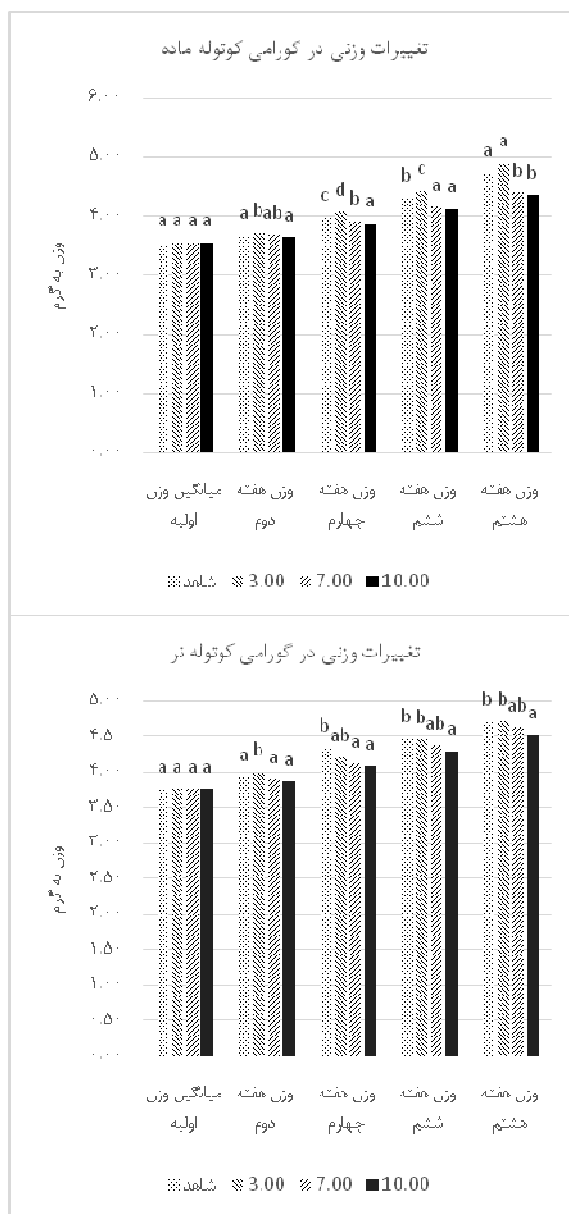 تغییرات وزنی در گورامی کوتوله ماده
۶.۰۰
۵.۰۰
۴.۰۰
۳.۰۰
۲.۰۰
۱.۰۰
۰.۰۰
وزن به گرم
a a a a
a b ab a
c d b a
b c a a
a a b b
میانگین وزن اولیه
وزن هفته دوم
وزن هفته چهارم
وزن هفته ششم
وزن هفته هشتم
شاهد 3.00 7.00 10.00
تغییرات وزنی در گورامی کوتوله نر
۵.۰۰
۴.۵۰
۴.۰۰
۳.۵۰
۳.۰۰
۲.۵۰
۲.۰۰
۱.۵۰
۱.۰۰
۰.۵۰
۰.۰۰
وزن به گرم
a a a a
a b a a
b ab a a
b b ab a
b b ab a
میانگین وزن اولیه
وزن هفته دوم
وزن هفته چهارم
وزن هفته ششم
وزن هفته هشتم
شاهد 3.00 7.00 10.00